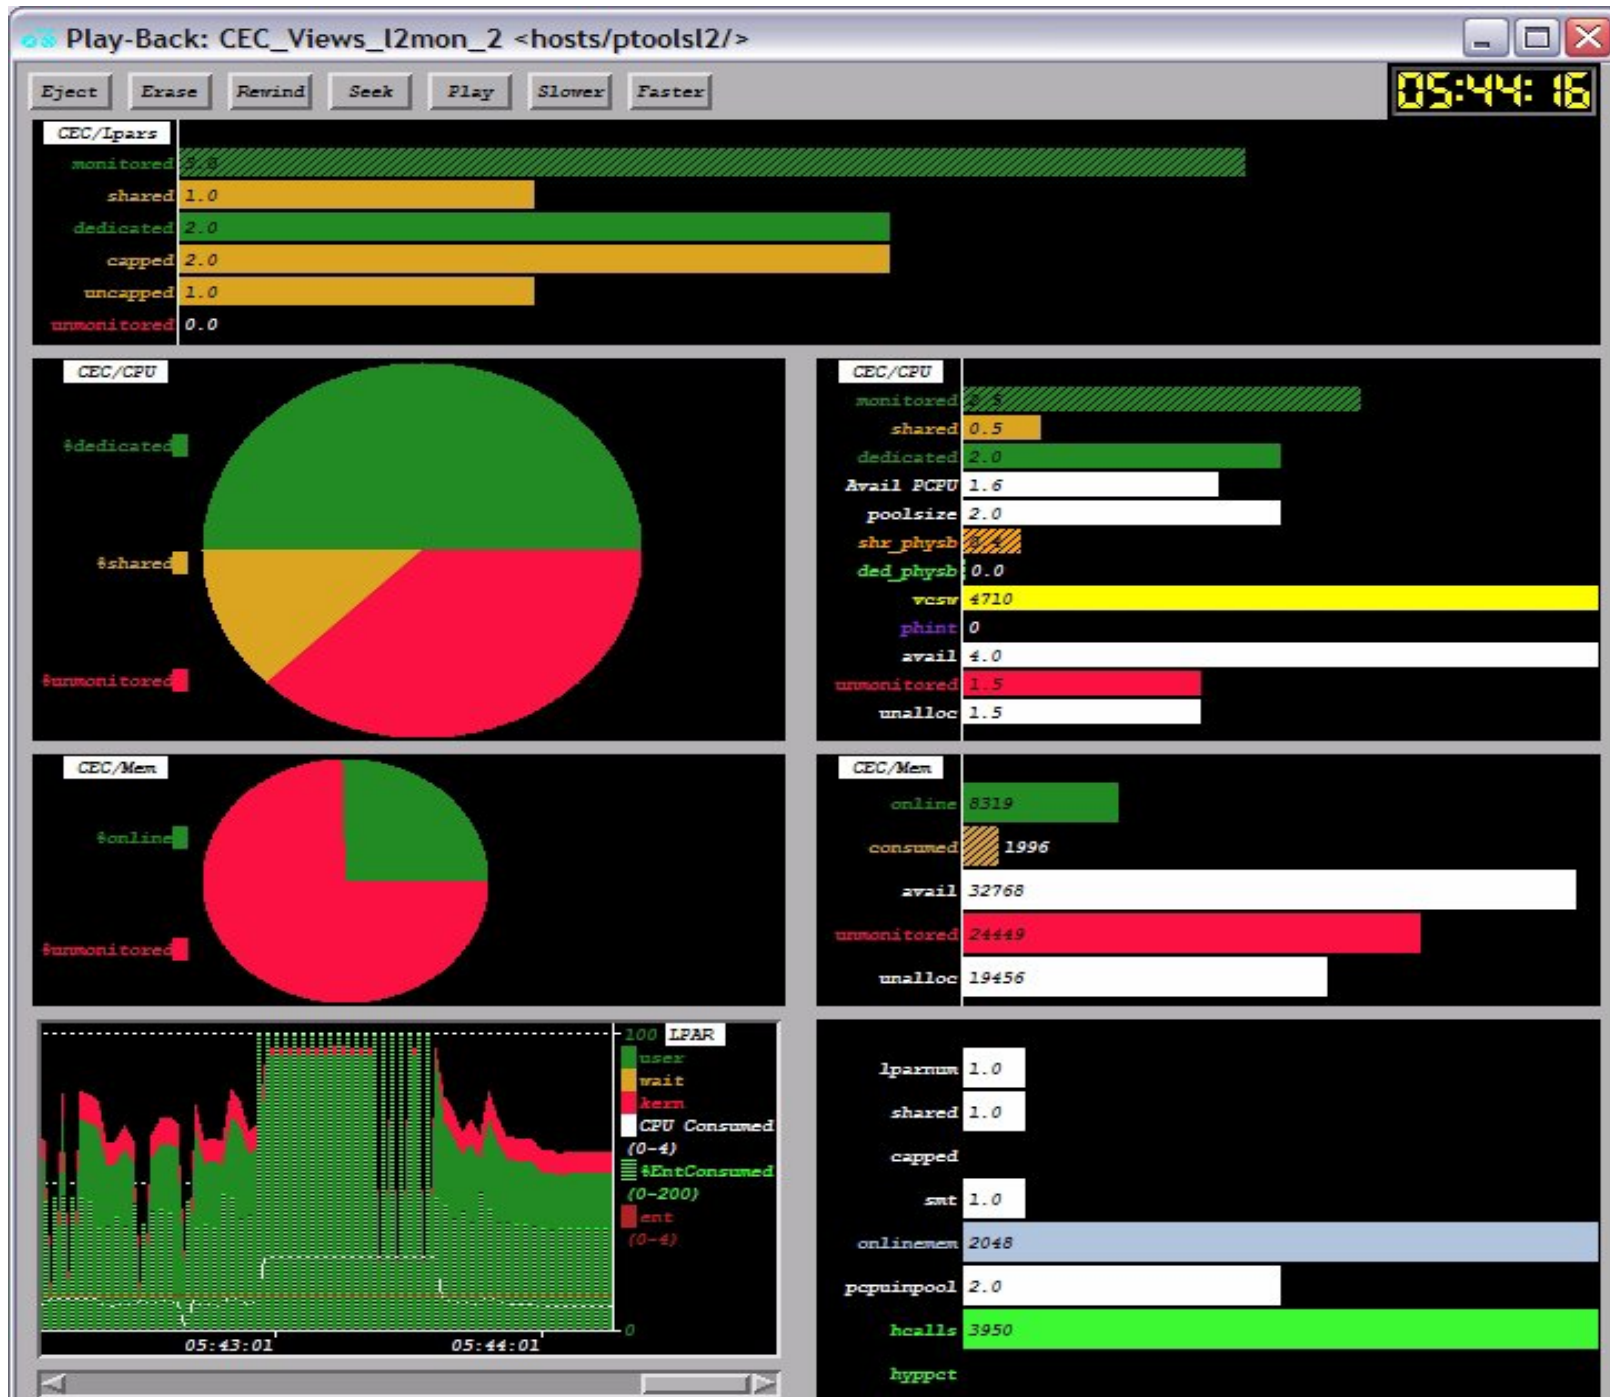 Play-Back: CEC_Views_l2mon_2 <hosts/ptoolsl2/>
Eject Erase Rewind Seek Play Slower Faster
05:44:16
CEC/Lpars
monitored 3.0
shared 1.0
dedicated 2.0
capped 2.0
uncapped 1.0
unmonitored 0.0
CEC/CPU
%dedicated
%shared
%unmonitored
CEC/CPU
monitored 2.5
shared 0.5
dedicated 2.0
Avail PCPU 1.6
poolsize 2.0
shr_physb 0.4
ded_physb 0.0
vcsw 4710
phint 0
avail 4.0
unmonitored 1.5
unalloc 1.5
CEC/Mem
%online
%unmonitored
CEC/Mem
online 8319
consumed 1996
avail 32768
unmonitored 24449
unalloc 19456
100 LPAR
user
wait
kern
CPU Consumed
(0-4)
%EntConsumed
(0-200)
ent
(0-4)
0
05:43:01 05:44:01
lparnum 1.0
shared 1.0
capped
smt 1.0
onlinemem 2048
pcpuinpool 2.0
hcalls 3950
hyppct